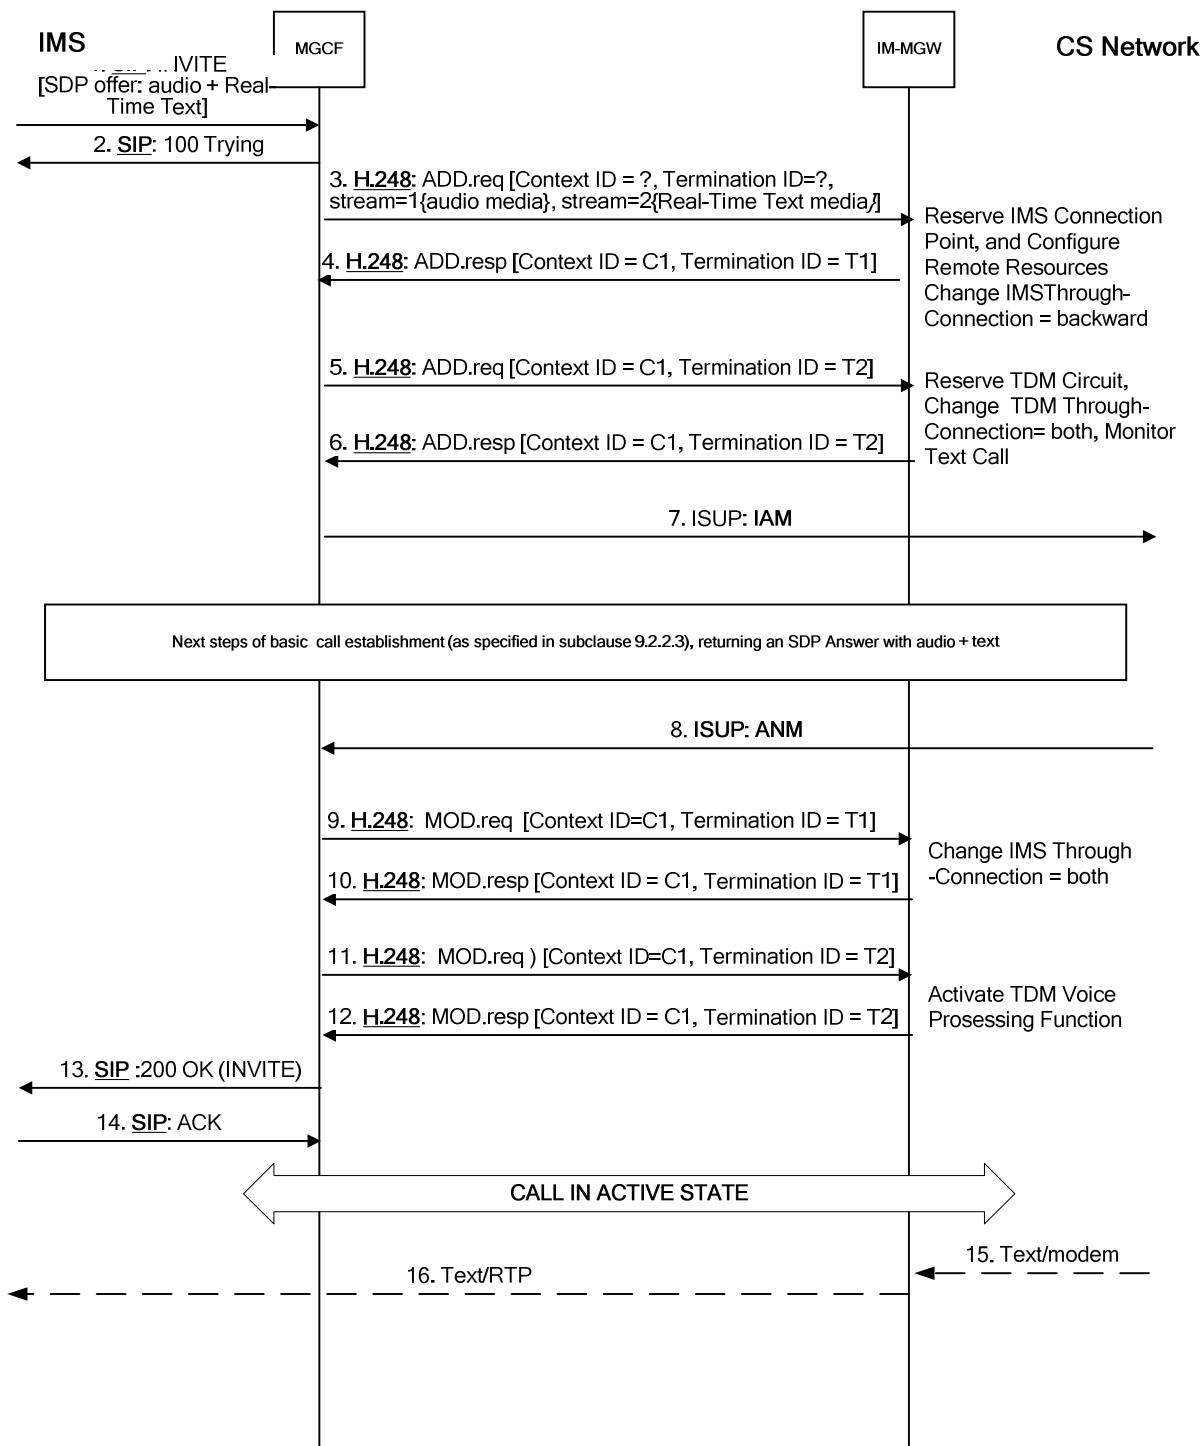 IMS
MGCF
IM-MGW
CS Network
INVITE
[SDP offer: audio + Real-
Time Text]
2. SIP: 100 Trying
3. H.248: ADD.req [Context ID = ?, Termination ID=?,
stream=1{audio media}, stream=2{Real-Time Text media}]
Reserve IMS Connection
Point, and Configure
Remote Resources
Change IMSThrough-
Connection = backward
4. H.248: ADD.resp [Context ID = C1, Termination ID = T1]
5. H.248: ADD.req [Context ID = C1, Termination ID = T2]
Reserve TDM Circuit,
Change TDM Through-
Connection= both, Monitor
Text Call
6. H.248: ADD.resp [Context ID = C1, Termination ID = T2]
7. ISUP: IAM
Next steps of basic call establishment (as specified in subclause 9.2.2.3), returning an SDP Answer with audio + text
8. ISUP: ANM
9. H.248: MOD.req [Context ID=C1, Termination ID = T1]
Change IMS Through
-Connection = both
10. H.248: MOD.resp [Context ID = C1, Termination ID = T1]
11. H.248: MOD.req ) [Context ID=C1, Termination ID = T2]
Activate TDM Voice
Prosessing Function
12. H.248: MOD.resp [Context ID = C1, Termination ID = T2]
13. SIP :200 OK (INVITE)
14. SIP: ACK
CALL IN ACTIVE STATE
15. Text/modem
16. Text/RTP